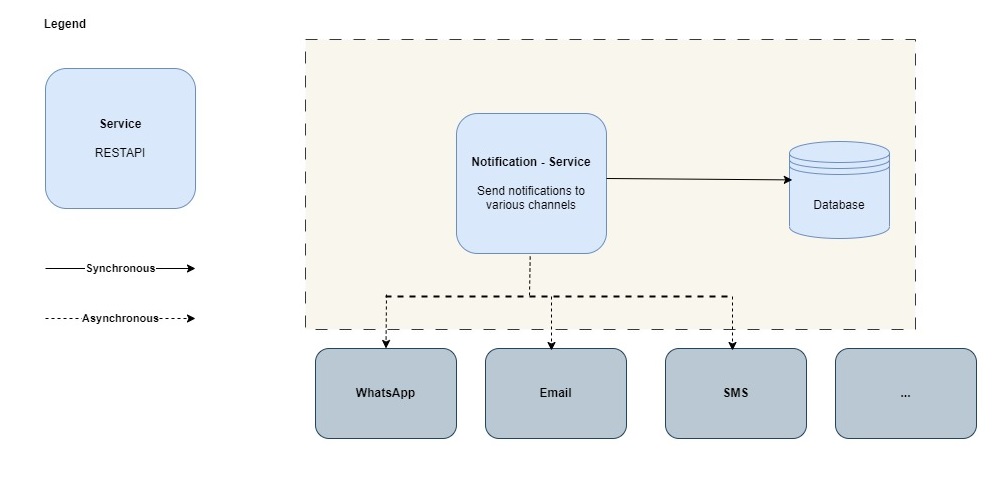 Legend
Service
RESTAPI
Synchronous
Asynchronous
Notification - Service
Send notifications to
various channels
Database
WhatsApp
Email
SMS
...